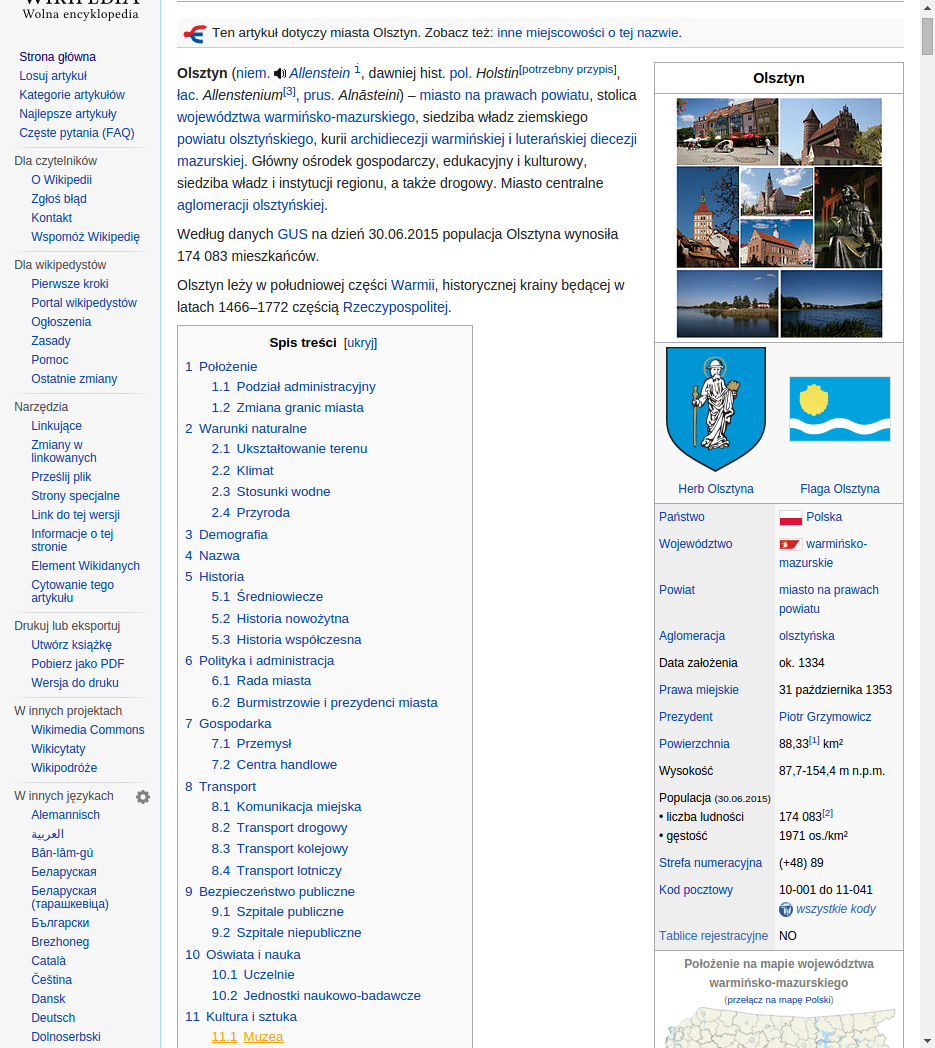 WIKIPEDIA
Wolna encyklopedia
Strona główna
Losuj artykuł
Kategorie artykułów
Najlepsze artykuły
Częste pytania (FAQ)
Dla czytelników
O Wikipedii
Zgłoś błąd
Kontakt
Wspomóż Wikipedię
Dla wikipedystów
Pierwsze kroki
Portal wikipedystów
Ogłoszenia
Zasady
Pomoc
Ostatnie zmiany
Narzędzia
Linkujące
Zmiany w
linkowanych
Prześlij plik
Strony specjalne
Link do tej wersji
Informacje o tej
stronie
Element Wikidanych
Cytowanie tego
artykułu
Drukuj lub eksportuj
Utwórz książkę
Pobierz jako PDF
Wersja do druku
W innych projektach
Wikimedia Commons
Wikicytaty
Wikipodróże
W innych językach
Alemannisch
العربية
Bân-lâm-gú
Беларуская
Беларуская
(тарашкевіца)
Български
Brezhoneg
Català
Čeština
Dansk
Deutsch
Dolnoserbski
Ten artykuł dotyczy miasta Olsztyn. Zobacz też: inne miejscowości o tej nazwie.
Olsztyn (niem. Allenstein i, dawniej hist. pol. Holstin[potrzebny przypis],
łac. Allenstenium[3], prus. Alnāsteini) – miasto na prawach powiatu, stolica
województwa warmińsko-mazurskiego, siedziba władz ziemskiego
powiatu olsztyńskiego, kurii archidiecezji warmińskiej i luterańskiej diecezji
mazurskiej. Główny ośrodek gospodarczy, edukacyjny i kulturowy,
siedziba władz i instytucji regionu, a także drogowy. Miasto centralne
aglomeracji olsztyńskiej.
Według danych GUS na dzień 30.06.2015 populacja Olsztyna wynosiła
174 083 mieszkańców.
Olsztyn leży w południowej części Warmii, historycznej krainy będącej w
latach 1466–1772 częścią Rzeczypospolitej.
Spis treści [ukryj]
1 Położenie
1.1 Podział administracyjny
1.2 Zmiana granic miasta
2 Warunki naturalne
2.1 Ukształtowanie terenu
2.2 Klimat
2.3 Stosunki wodne
2.4 Przyroda
3 Demografia
4 Nazwa
5 Historia
5.1 Średniowiecze
5.2 Historia nowożytna
5.3 Historia współczesna
6 Polityka i administracja
6.1 Rada miasta
6.2 Burmistrzowie i prezydenci miasta
7 Gospodarka
7.1 Przemysł
7.2 Centra handlowe
8 Transport
8.1 Komunikacja miejska
8.2 Transport drogowy
8.3 Transport kolejowy
8.4 Transport lotniczy
9 Bezpieczeństwo publiczne
9.1 Szpitale publiczne
9.2 Szpitale niepubliczne
10 Oświata i nauka
10.1 Uczelnie
10.2 Jednostki naukowo-badawcze
11 Kultura i sztuka
11.1 Muzea
Olsztyn
Herb Olsztyna Flaga Olsztyna
Państwo Polska
Województwo warmińsko-
mazurskie
Powiat miasto na prawach
powiatu
Aglomeracja olsztyńska
Data założenia ok. 1334
Prawa miejskie 31 października 1353
Prezydent Piotr Grzymowicz
Powierzchnia 88,33[1] km²
Wysokość 87,7-154,4 m n.p.m.
Populacja (30.06.2015)
• liczba ludności 174 083[2]
• gęstość 1971 os./km²
Strefa numeracyjna (+48) 89
Kod pocztowy 10-001 do 11-041
wszystkie kody
Tablice rejestracyjne NO
Położenie na mapie województwa
warmińsko-mazurskiego
(przełącz na mapę Polski)